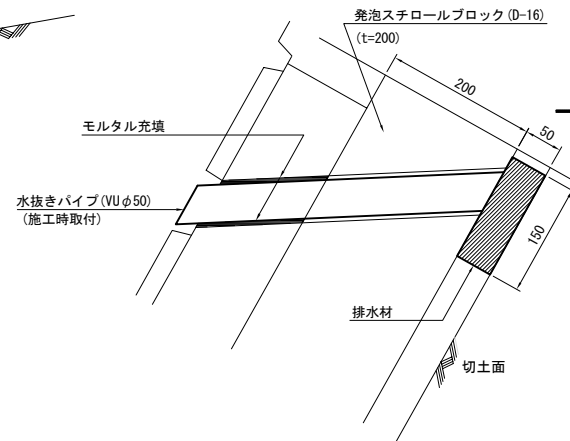 発泡スチロールブロック(D-16)
(t=200)
200
50
モルタル充填
水抜きパイプ(VUφ50)
(施工時取付)
150
排水材
切土面